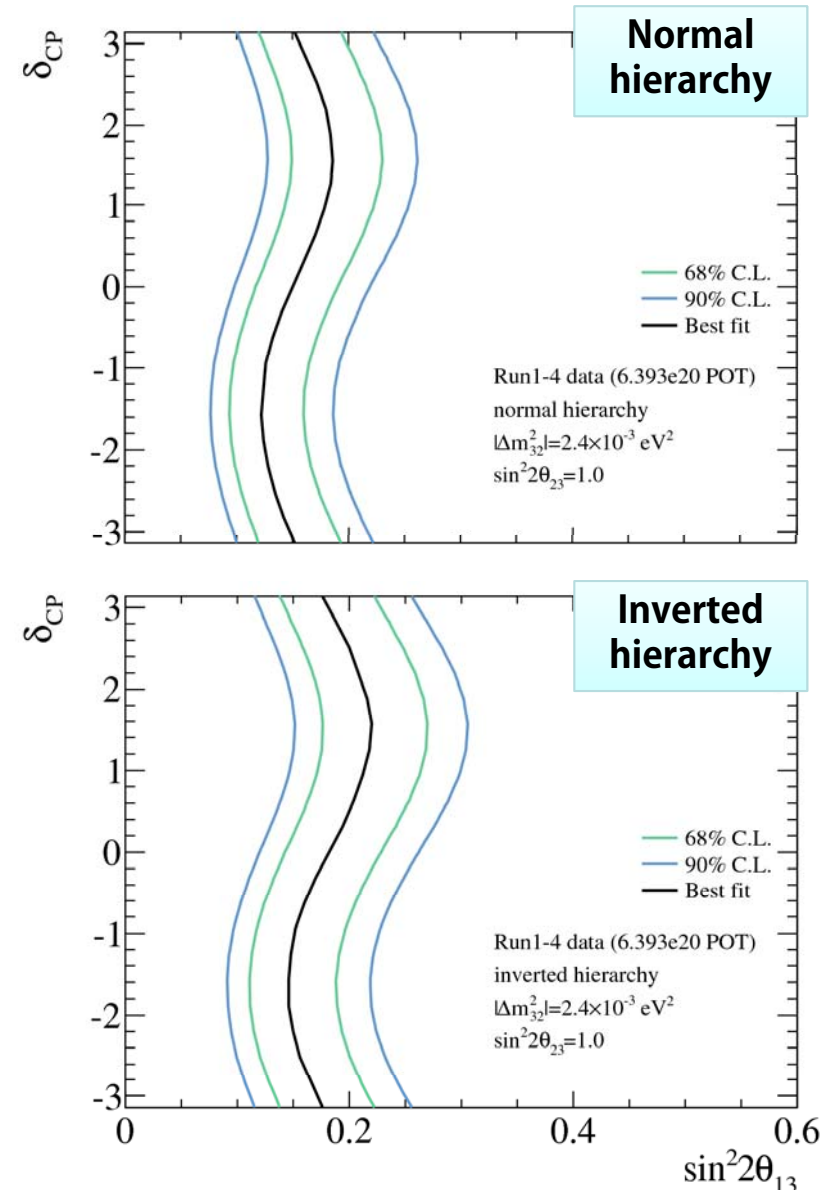 Normal
hierarchy
δCP
3
2
1
0
-1
-2
-3
68% C.L.
90% C.L.
Best fit
Run1-4 data (6.393e20 POT)
normal hierarchy
|Δm²₃₂|=2.4×10⁻³ eV²
sin²2θ₂₃=1.0
Inverted
hierarchy
δCP
3
2
1
0
-1
-2
-3
68% C.L.
90% C.L.
Best fit
Run1-4 data (6.393e20 POT)
inverted hierarchy
|Δm²₃₂|=2.4×10⁻³ eV²
sin²2θ₂₃=1.0
0 0.2 0.4 0.6
sin²2θ₁₃